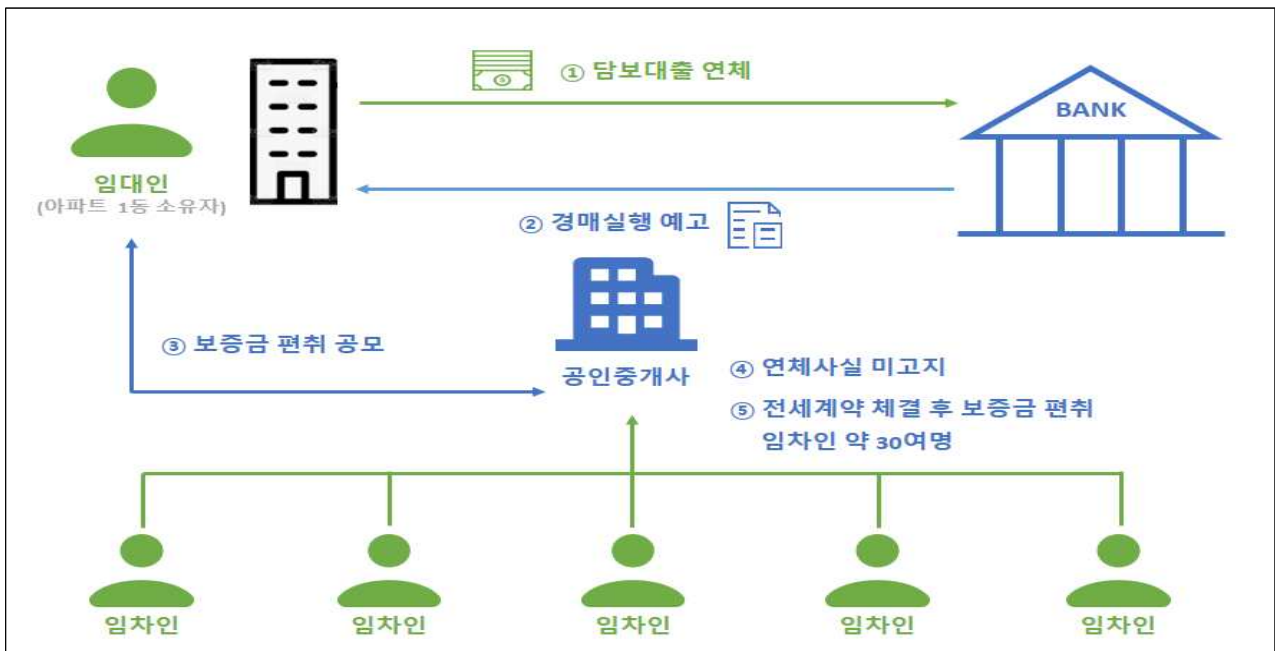 ① 담보대출 연체
BANK
임대인
(아파트 1동 소유자)
② 경매실행 예고
③ 보증금 편취 공모
공인중개사
④ 연체사실 미고지
⑤ 전세계약 체결 후 보증금 편취
임차인 약 30여명
임차인
임차인
임차인
임차인
임차인